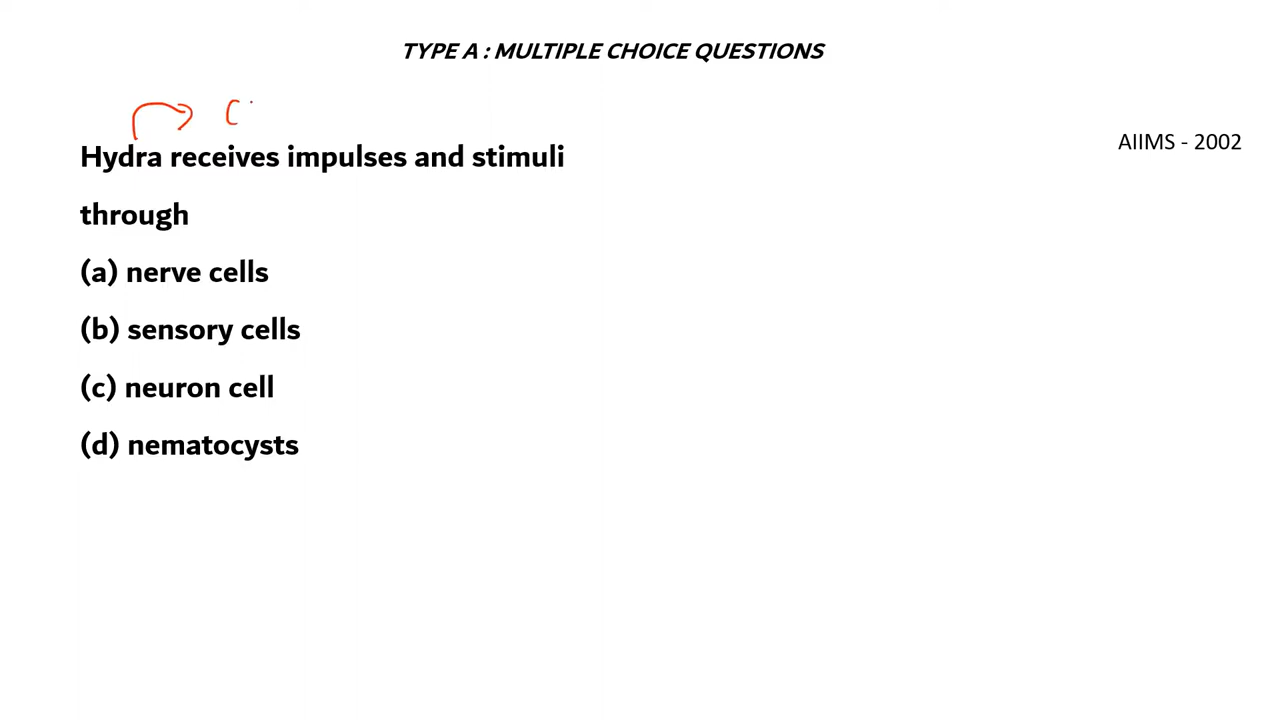 TYPE A : MULTIPLE CHOICE QUESTIONS
AIIMS - 2002
Hydra receives impulses and stimuli
through
(a) nerve cells
(b) sensory cells
(c) neuron cell
(d) nematocysts